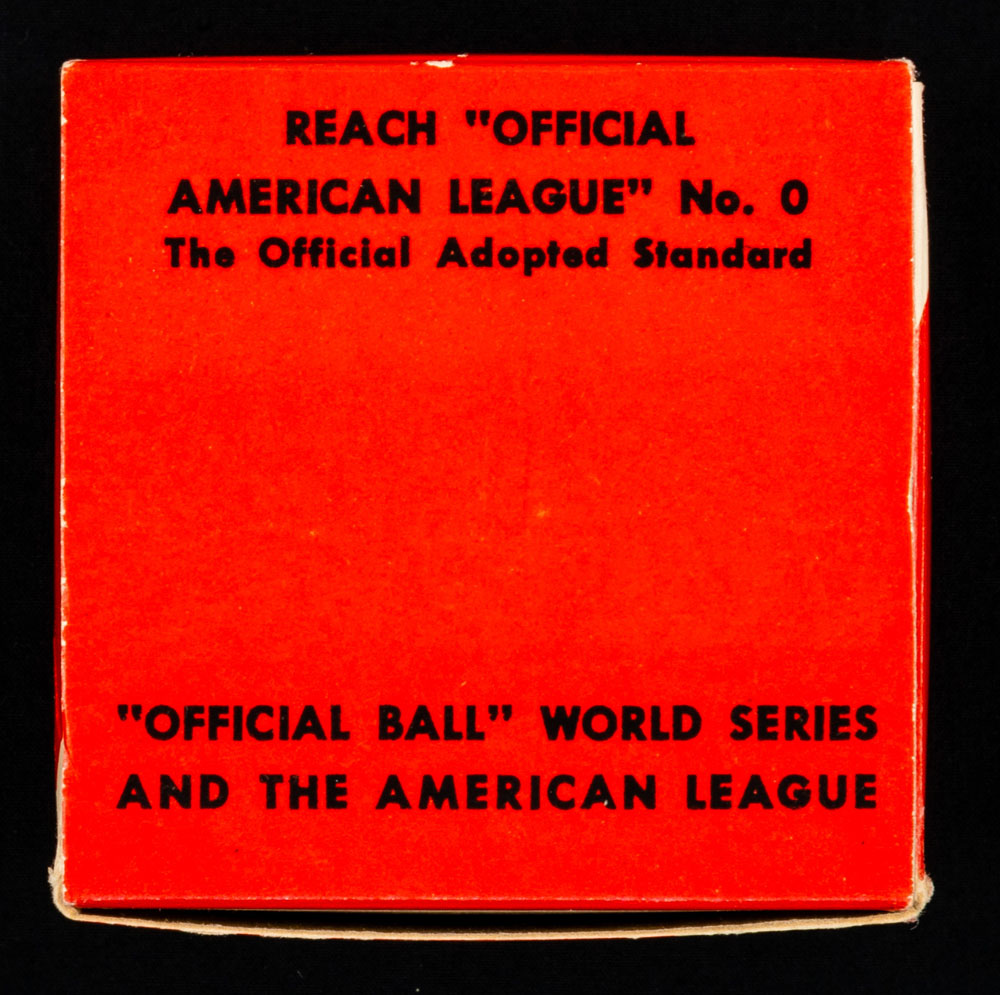 REACH "OFFICIAL
AMERICAN LEAGUE" No. 0
The Official Adopted Standard
"OFFICIAL BALL" WORLD SERIES
AND THE AMERICAN LEAGUE